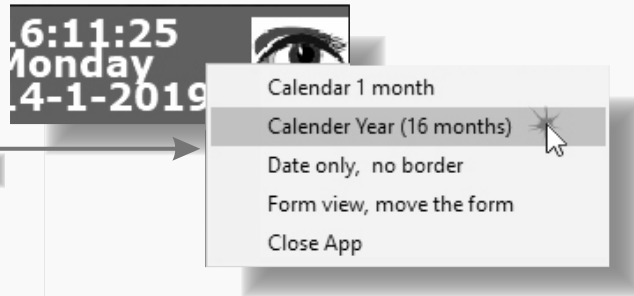 6:11:25
Monday
4-1-2019
Calendar 1 month
Calender Year (16 months)
Date only, no border
Form view, move the form
Close App